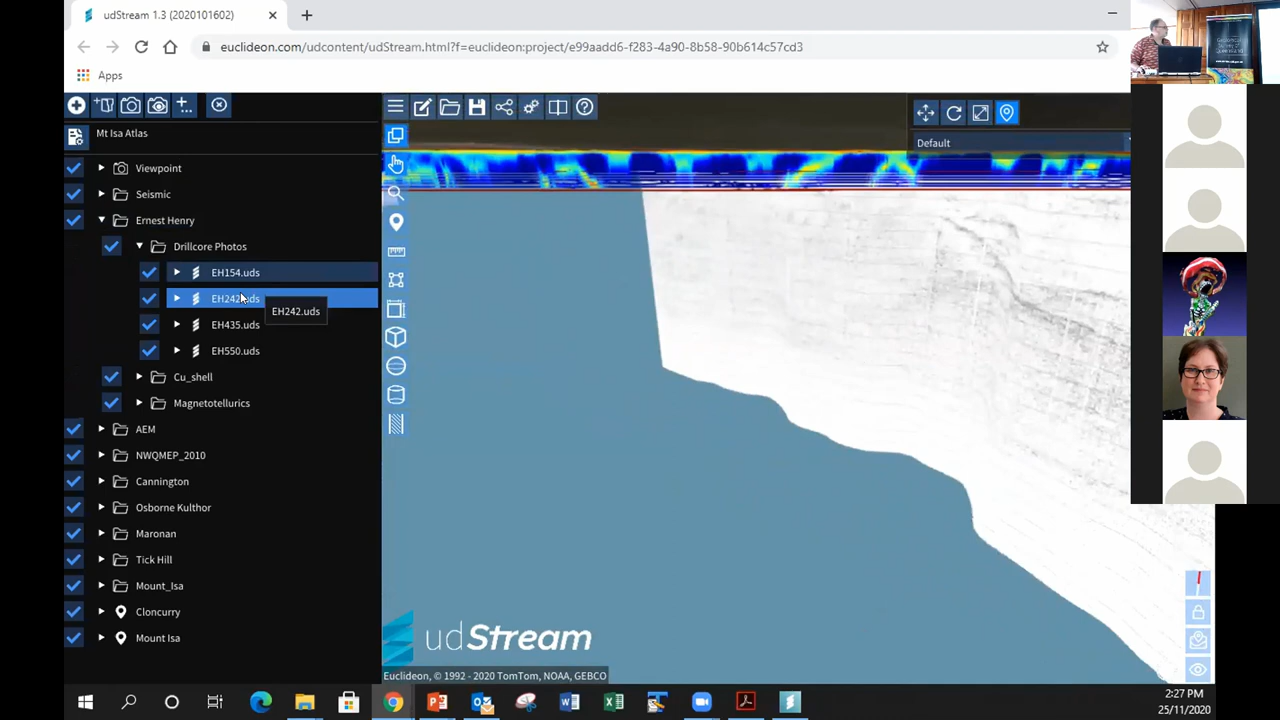 udStream 1.3 (2020101602)
euclideon.com/udcontent/udStream.html?f=euclideon:project/e99aadd6-f283-4a90-8b58-90b614c57cd3
Apps
Mt Isa Atlas
Viewpoint
Seismic
Ernest Henry
Drillcore Photos
EH154.uds
EH242.uds
EH242.uds
EH435.uds
EH550.uds
Cu_shell
Magnetotellurics
AEM
NWQMEP_2010
Cannington
Osborne Kulthor
Maronan
Tick Hill
Mount_Isa
Cloncurry
Mount Isa
Default
udStream
Euclideon, © 1992 - 2020 TomTom, NOAA, GEBCO
2:27 PM
25/11/2020